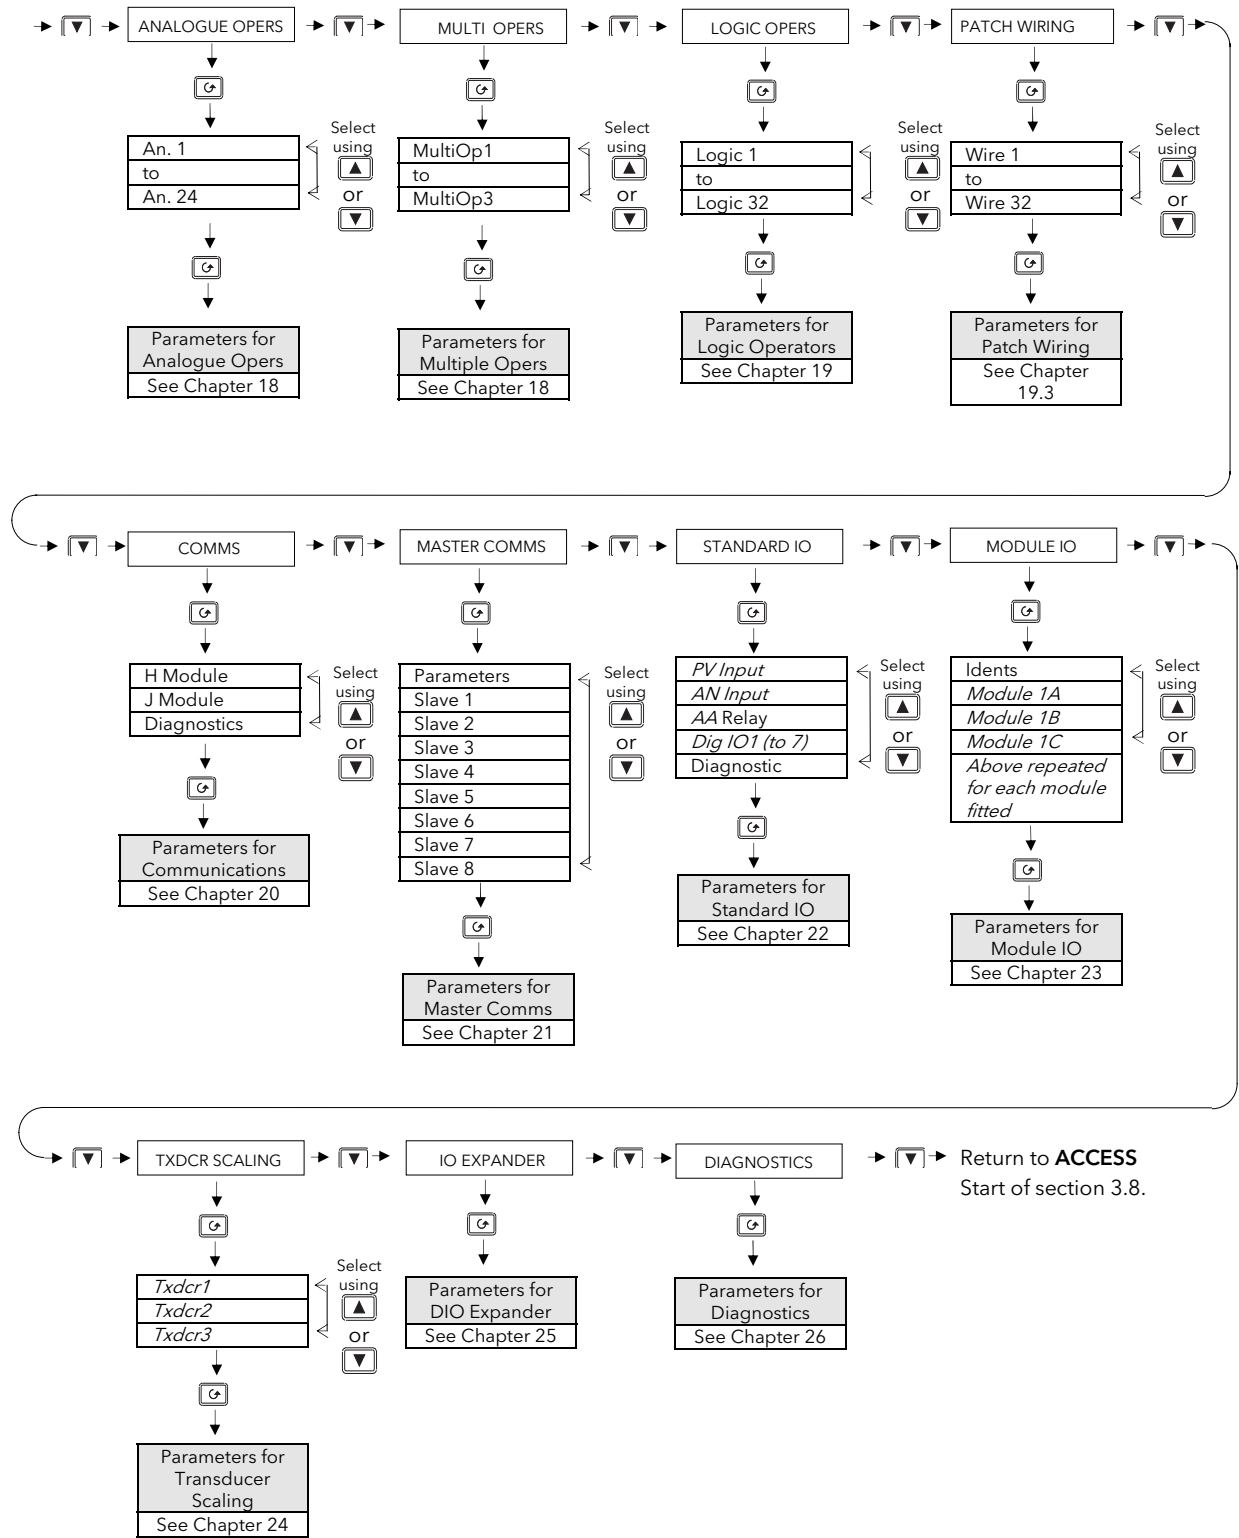 ANALOGUE OPERS
MULTI OPERS
LOGIC OPERS
PATCH WIRING
An. 1
to
An. 24
Select
using
or
MultiOp1
to
MultiOp3
Select
using
or
Logic 1
to
Logic 32
Select
using
or
Wire 1
to
Wire 32
Select
using
or
Parameters for
Analogue Opers
See Chapter 18
Parameters for
Multiple Opers
See Chapter 18
Parameters for
Logic Operators
See Chapter 19
Parameters for
Patch Wiring
See Chapter
19.3
COMMS
MASTER COMMS
STANDARD IO
MODULE IO
H Module
J Module
Diagnostics
Select
using
or
Parameters
Slave 1
Slave 2
Slave 3
Slave 4
Slave 5
Slave 6
Slave 7
Slave 8
Select
using
or
PV Input
AN Input
AA Relay
Dig IO1 (to 7)
Diagnostic
Select
using
or
Idents
Module 1A
Module 1B
Module 1C
Above repeated
for each module
fitted
Select
using
or
Parameters for
Communications
See Chapter 20
Parameters for
Master Comms
See Chapter 21
Parameters for
Standard IO
See Chapter 22
Parameters for
Module IO
See Chapter 23
TXDCR SCALING
IO EXPANDER
DIAGNOSTICS
Return to ACCESS
Start of section 3.8.
Txdcr1
Txdcr2
Txdcr3
Select
using
or
Parameters for
DIO Expander
See Chapter 25
Parameters for
Diagnostics
See Chapter 26
Parameters for
Transducer
Scaling
See Chapter 24